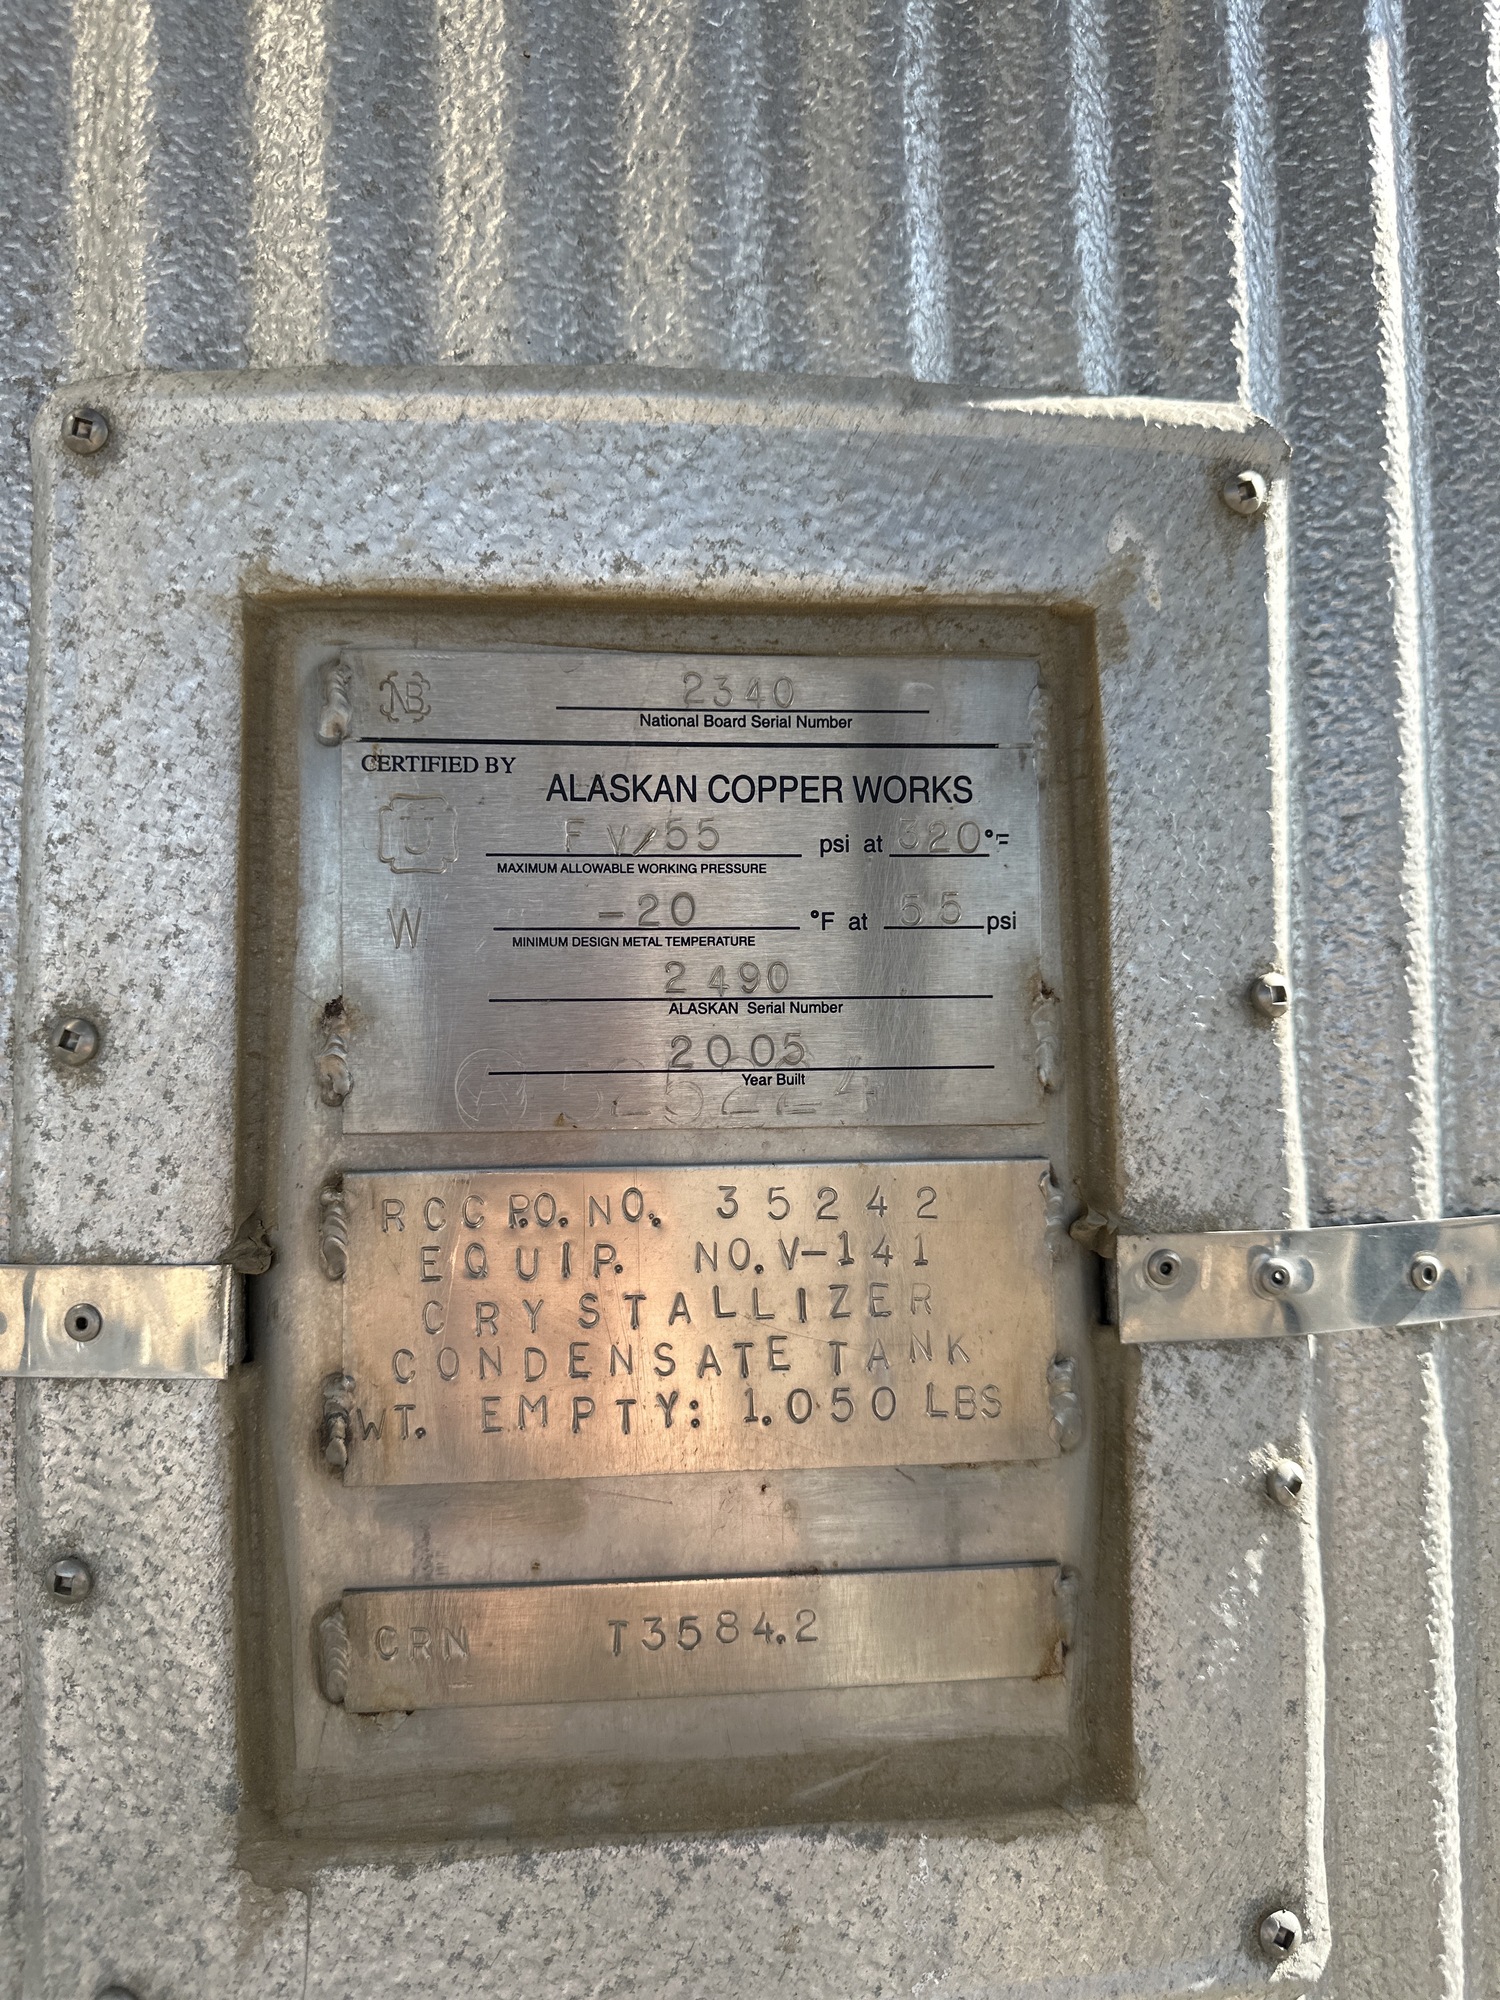 NB 2340
National Board Serial Number
CERTIFIED BY
ALASKAN COPPER WORKS
U FV/55 psi at 320°F
MAXIMUM ALLOWABLE WORKING PRESSURE
W -20 °F at 55 psi
MINIMUM DESIGN METAL TEMPERATURE
2490
ALASKAN Serial Number
2005
Year Built
RCC P.O. NO. 35242
EQUIP. NO. V-141
CRYSTALLIZER
CONDENSATE TANK
WT. EMPTY: 1.050 LBS
CRN T3584.2